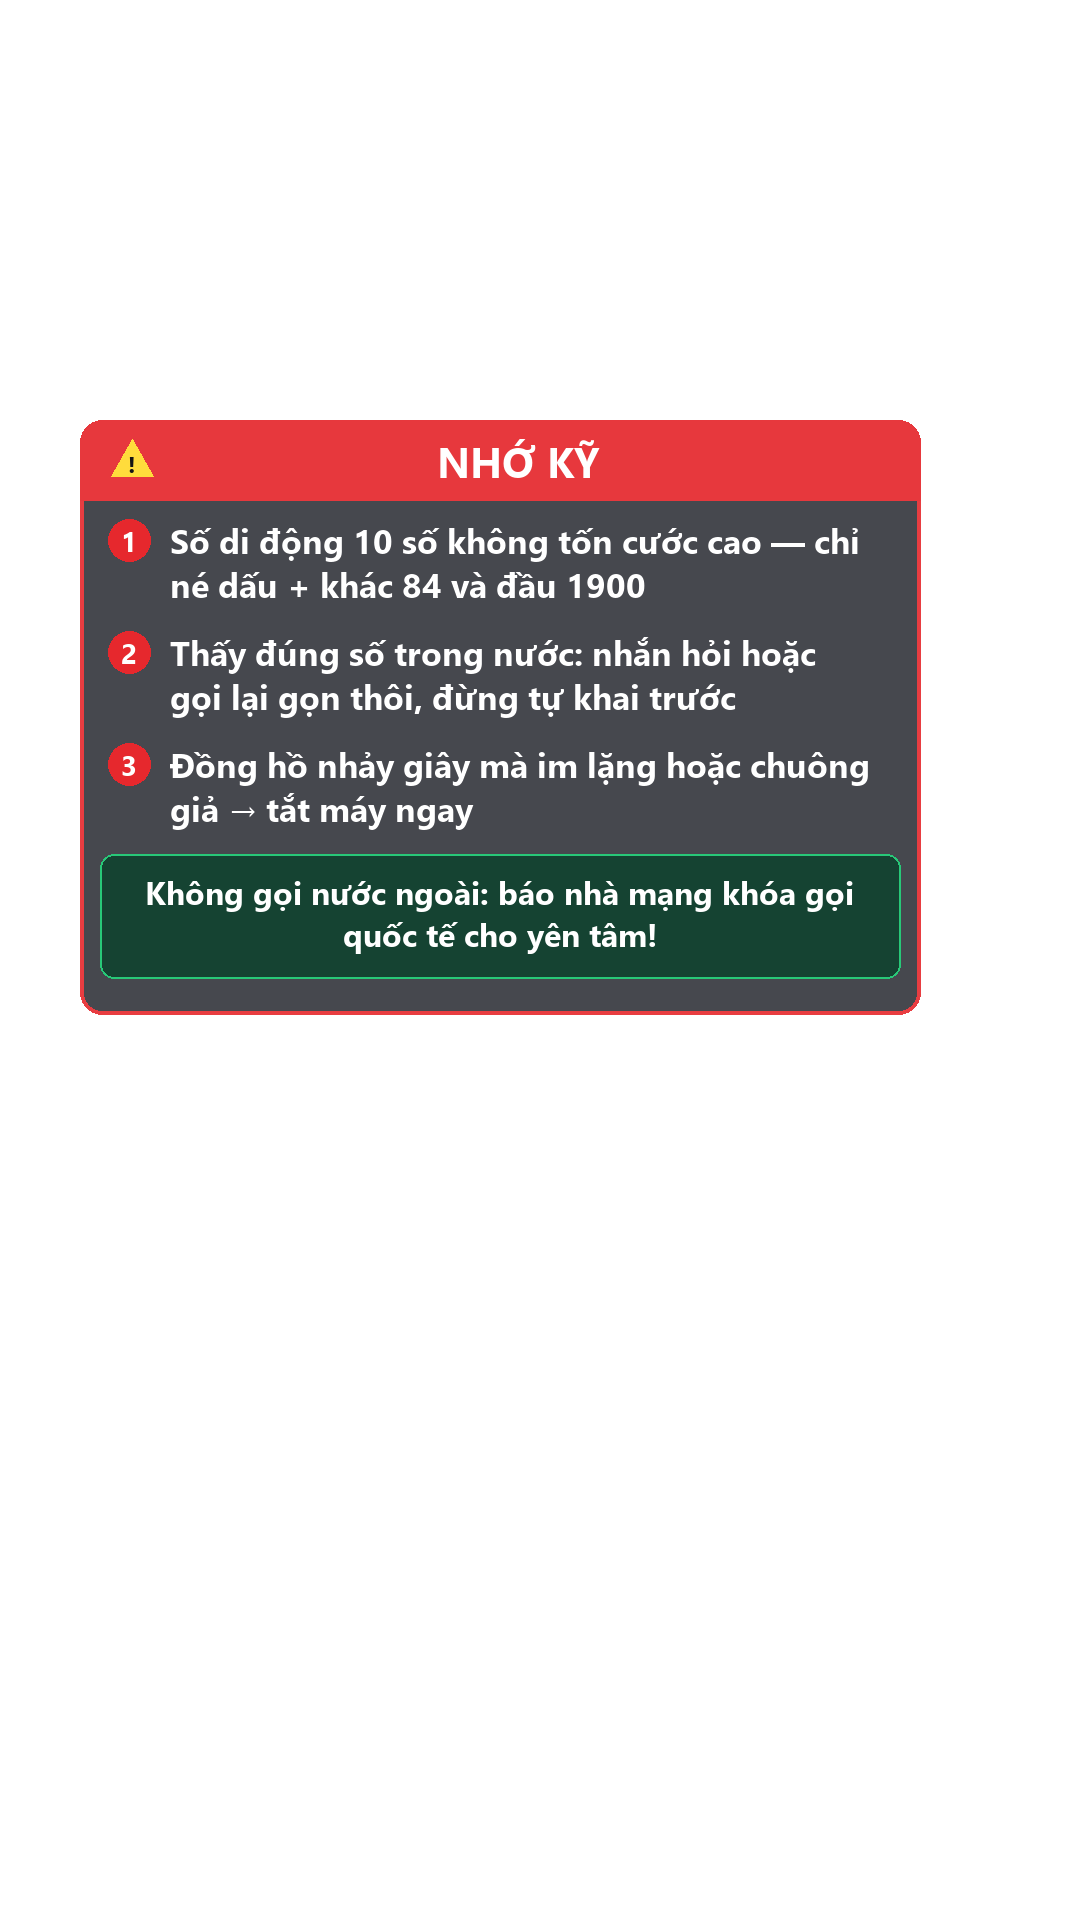 !
NHỚ KỸ
1 Số di động 10 số không tốn cước cao — chỉ
né dấu + khác 84 và đầu 1900
2 Thấy đúng số trong nước: nhắn hỏi hoặc
gọi lại gọn thôi, đừng tự khai trước
3 Đồng hồ nhảy giây mà im lặng hoặc chuông
giả → tắt máy ngay
Không gọi nước ngoài: báo nhà mạng khóa gọi
quốc tế cho yên tâm!